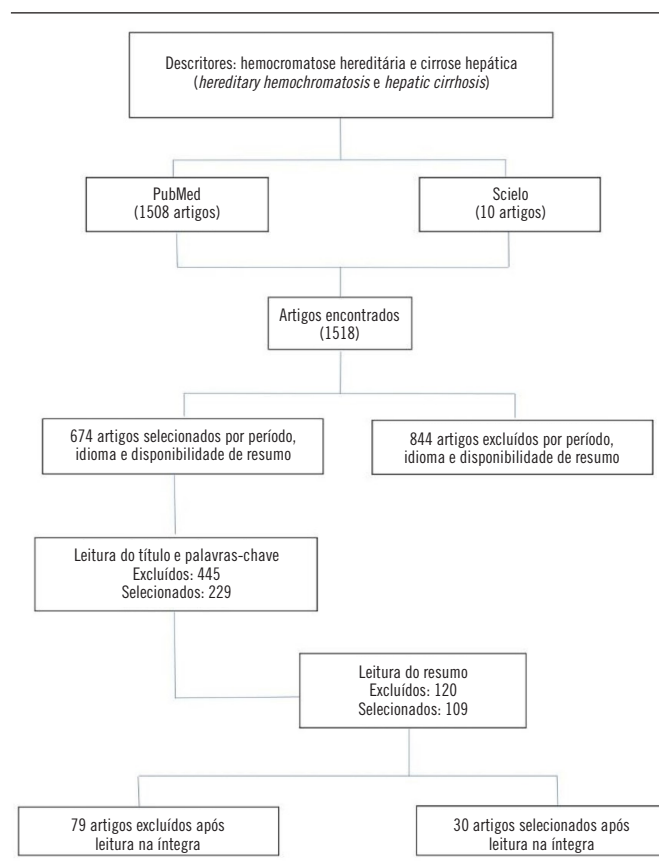 Descritores: hemocromatose hereditária e cirrose hepática
(hereditary hemochromatosis e hepatic cirrhosis)
PubMed
(1508 artigos)
Scielo
(10 artigos)
Artigos encontrados
(1518)
674 artigos selecionados por período,
idioma e disponibilidade de resumo
844 artigos excluídos por período,
idioma e disponibilidade de resumo
Leitura do título e palavras-chave
Excluídos: 445
Selecionados: 229
Leitura do resumo
Excluídos: 120
Selecionados: 109
79 artigos excluídos após
leitura na íntegra
30 artigos selecionados após
leitura na íntegra